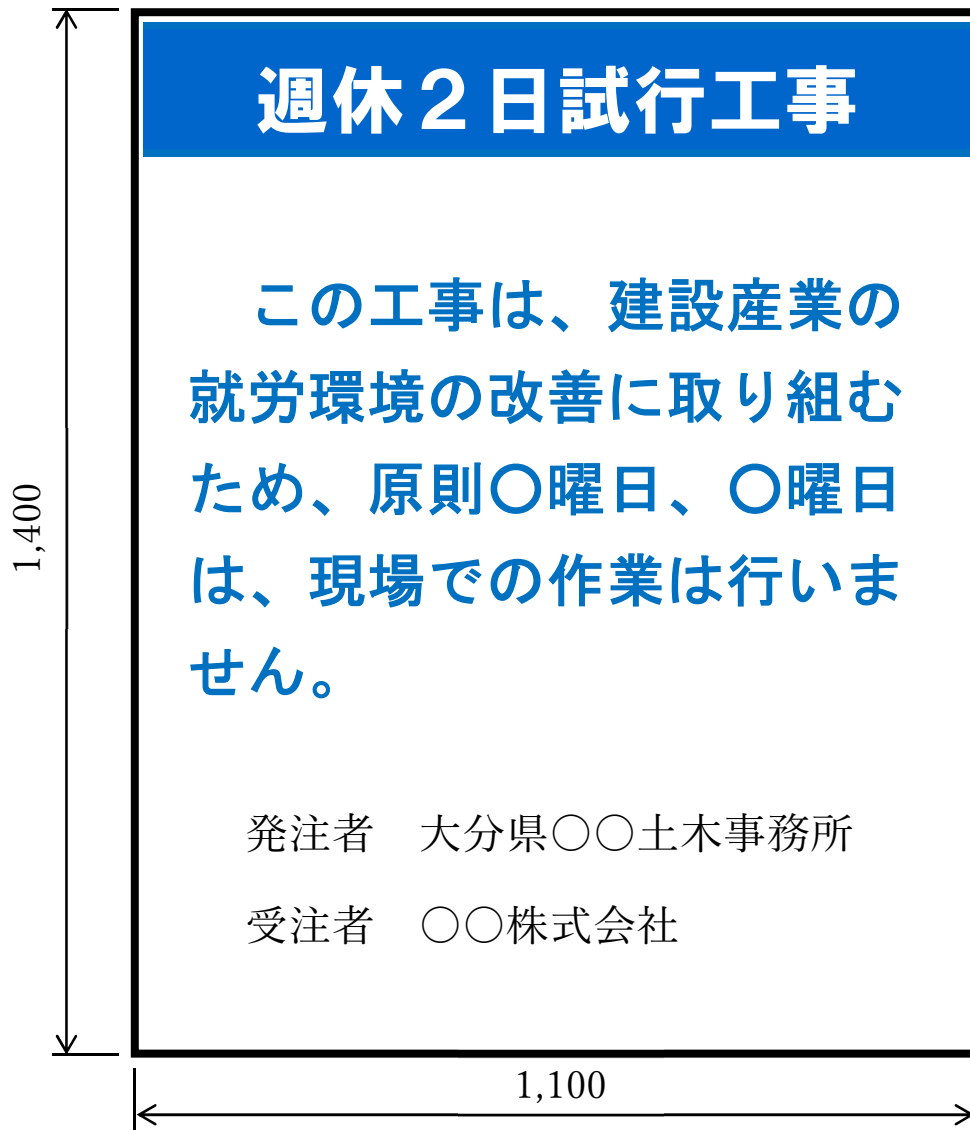 週休２日試行工事
　この工事は、建設産業の
就労環境の改善に取り組む
ため、原則〇曜日、〇曜日
は、現場での作業は行いま
せん。
発注者　大分県○○土木事務所
受注者　○○株式会社
1,400
1,100